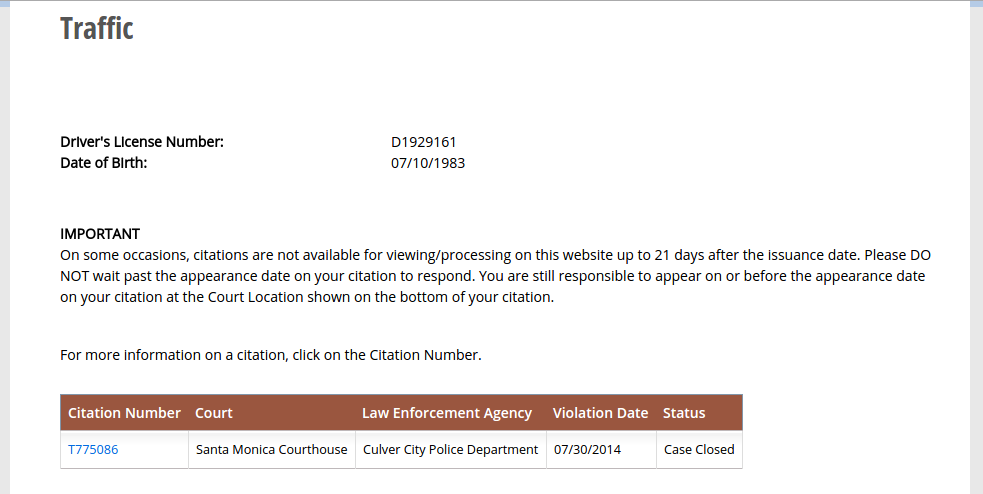 Traffic
Driver's License Number: D1929161
Date of Birth: 07/10/1983
IMPORTANT
On some occasions, citations are not available for viewing/processing on this website up to 21 days after the issuance date. Please DO
NOT wait past the appearance date on your citation to respond. You are still responsible to appear on or before the appearance date
on your citation at the Court Location shown on the bottom of your citation.
For more information on a citation, click on the Citation Number.
Citation Number Court Law Enforcement Agency Violation Date Status
T775086 Santa Monica Courthouse Culver City Police Department 07/30/2014 Case Closed